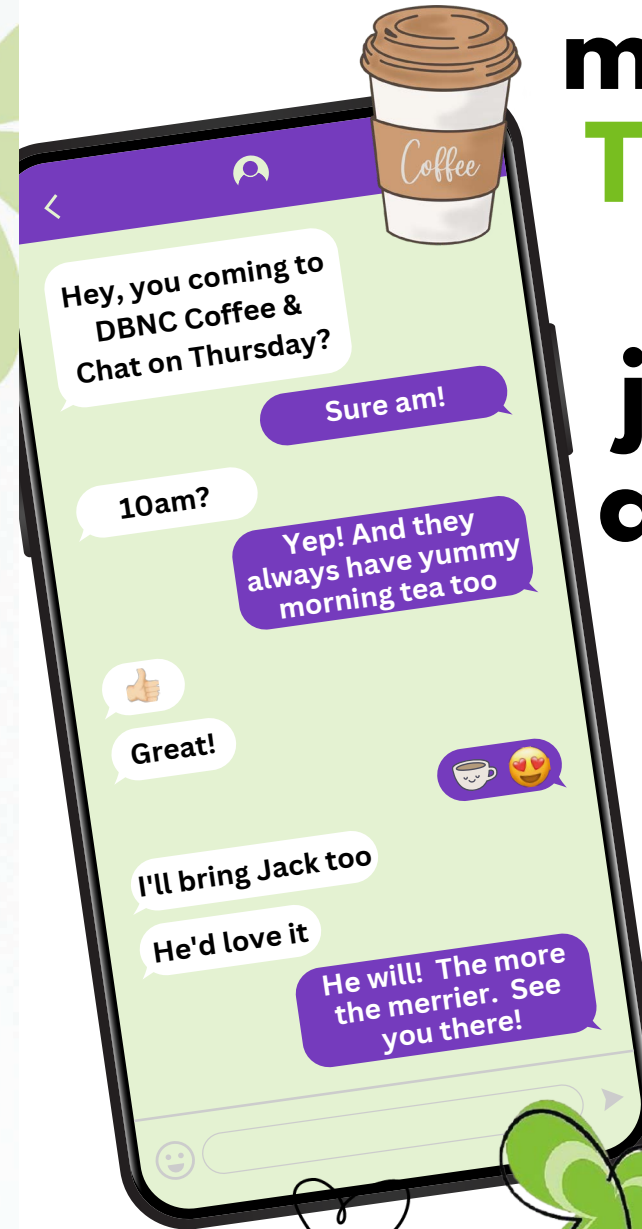 m
T
j
Coffee
Hey, you coming to
DBNC Coffee &
Chat on Thursday?
Sure am!
10am?
Yep! And they
always have yummy
morning tea too
👍🏻
Great!
☕ 😍
I'll bring Jack too
He'd love it
He will!  The more
the merrier.  See
you there!